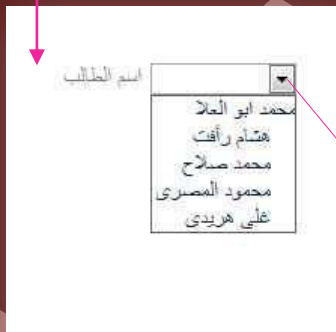 اسم الطالب
محمد ابو العلا
هشام رأفت
محمد صلاح
محمود المصرى
على هريدى